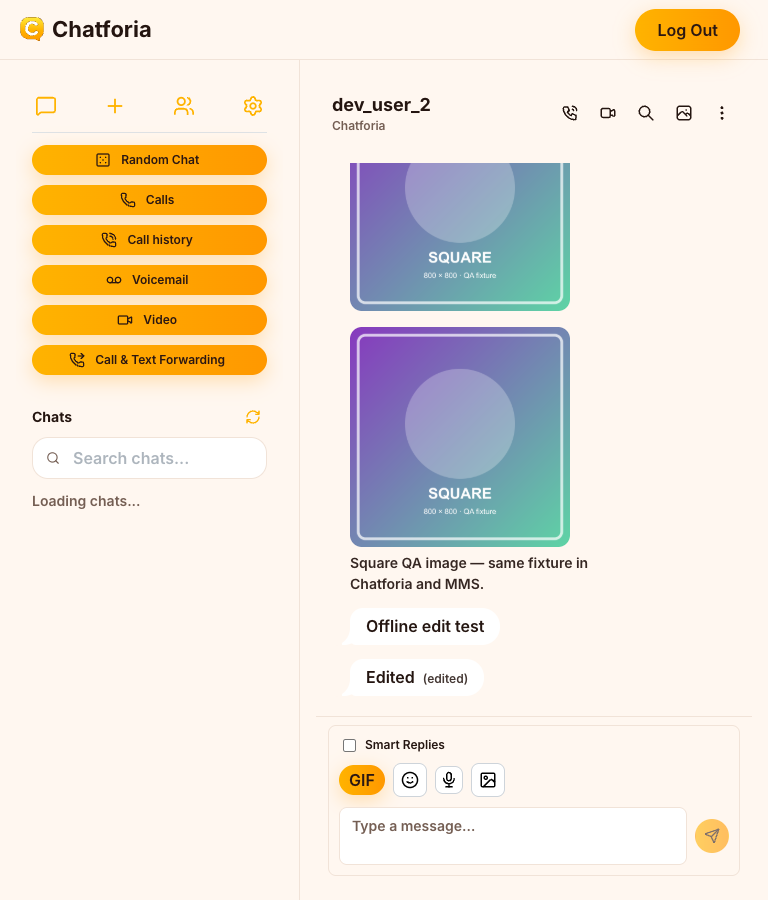 Chatforia
Log Out
Random Chat
Calls
Call history
Voicemail
Video
Call & Text Forwarding
Chats
Search chats...
Loading chats...
dev_user_2
Chatforia
SQUARE
800 × 800 · QA fixture
SQUARE
800 × 800 · QA fixture
Square QA image — same fixture in
Chatforia and MMS.
Offline edit test
Edited (edited)
Smart Replies
GIF
Type a message...